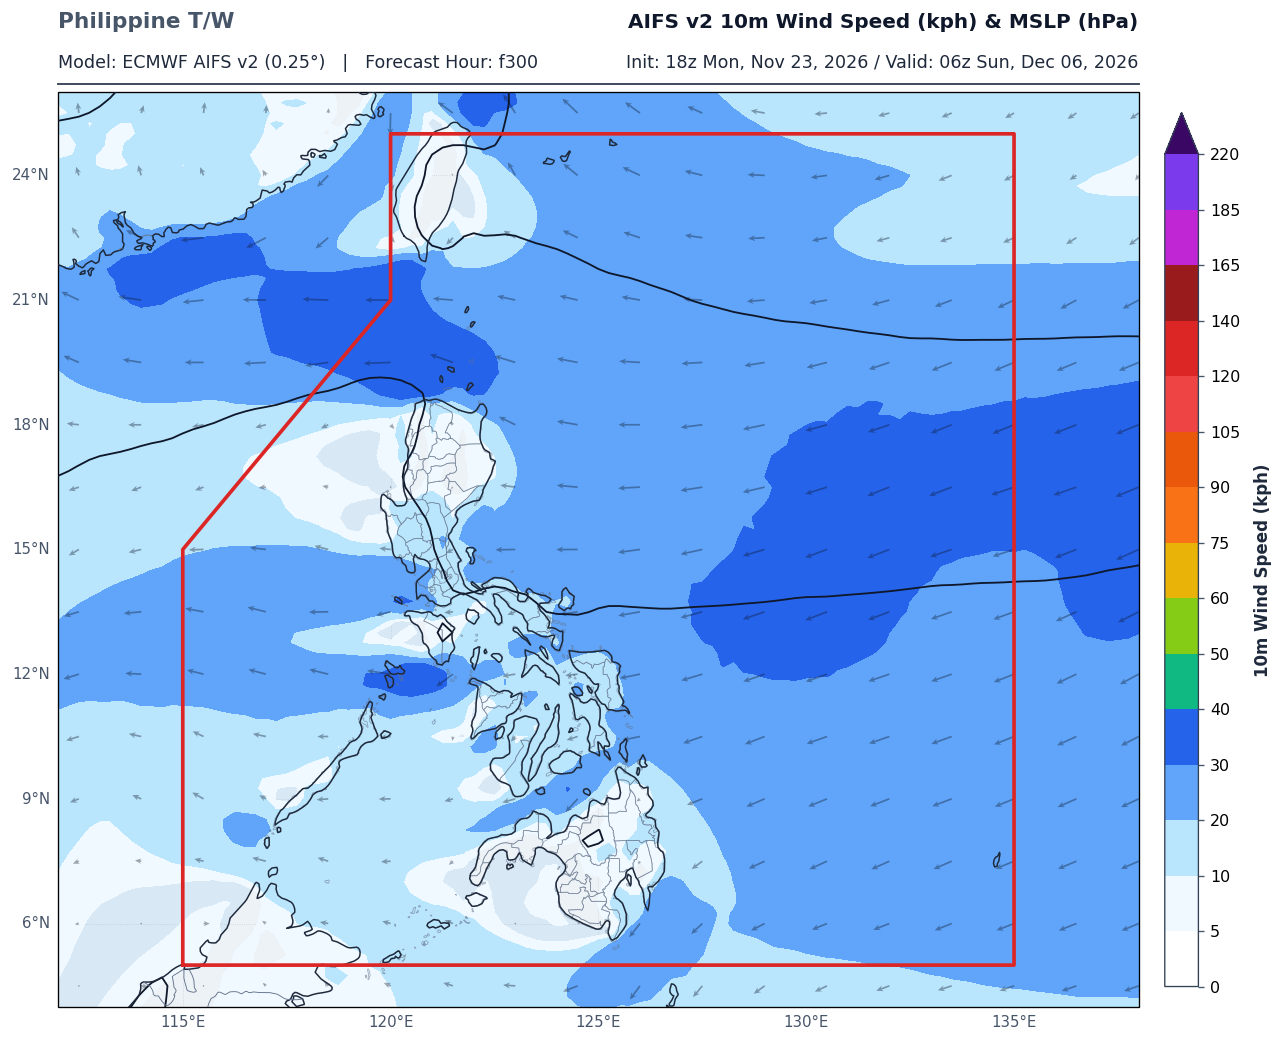 Philippine T/W
AIFS v2 10m Wind Speed (kph) & MSLP (hPa)
Model: ECMWF AIFS v2 (0.25°) | Forecast Hour: f300
Init: 18z Mon, Nov 23, 2026 / Valid: 06z Sun, Dec 06, 2026
24°N
21°N
18°N
15°N
12°N
9°N
6°N
115°E
120°E
125°E
130°E
135°E
220
185
165
140
120
105
90
75
60
50
40
30
20
10
5
0
10m Wind Speed (kph)